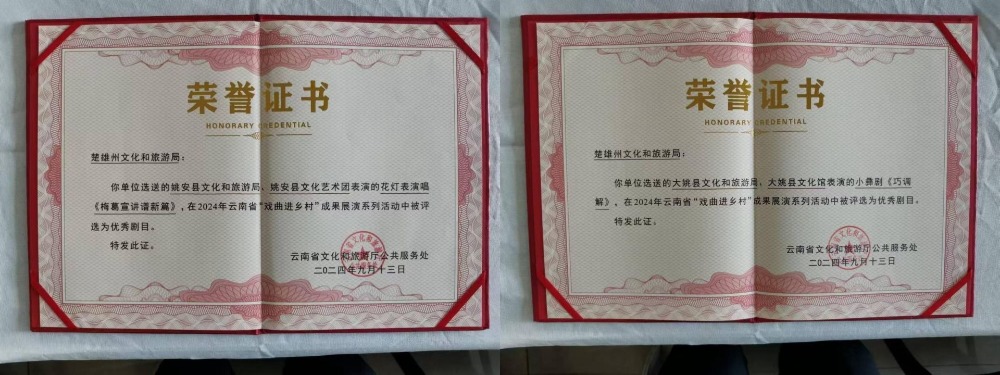 荣誉证书
HONORARY CREDENTIAL
楚雄州文化和旅游局：
你单位选送的姚安县文化和旅游局、姚安县文化艺术团表演的花灯表演唱
《梅葛宣讲谱新篇》，在2024年云南省“戏曲进乡村”成果展演系列活动中被评
选为优秀剧目。
特发此证。
云南省文化和旅游厅公共服务处
二〇二四年九月十三日
荣誉证书
HONORARY CREDENTIAL
楚雄州文化和旅游局：
你单位选送的大姚县文化和旅游局、大姚县文化馆表演的小彝剧《巧调
解》，在2024年云南省“戏曲进乡村”成果展演系列活动中被评选为优秀剧目。
特发此证。
云南省文化和旅游厅公共服务处
二〇二四年九月十三日